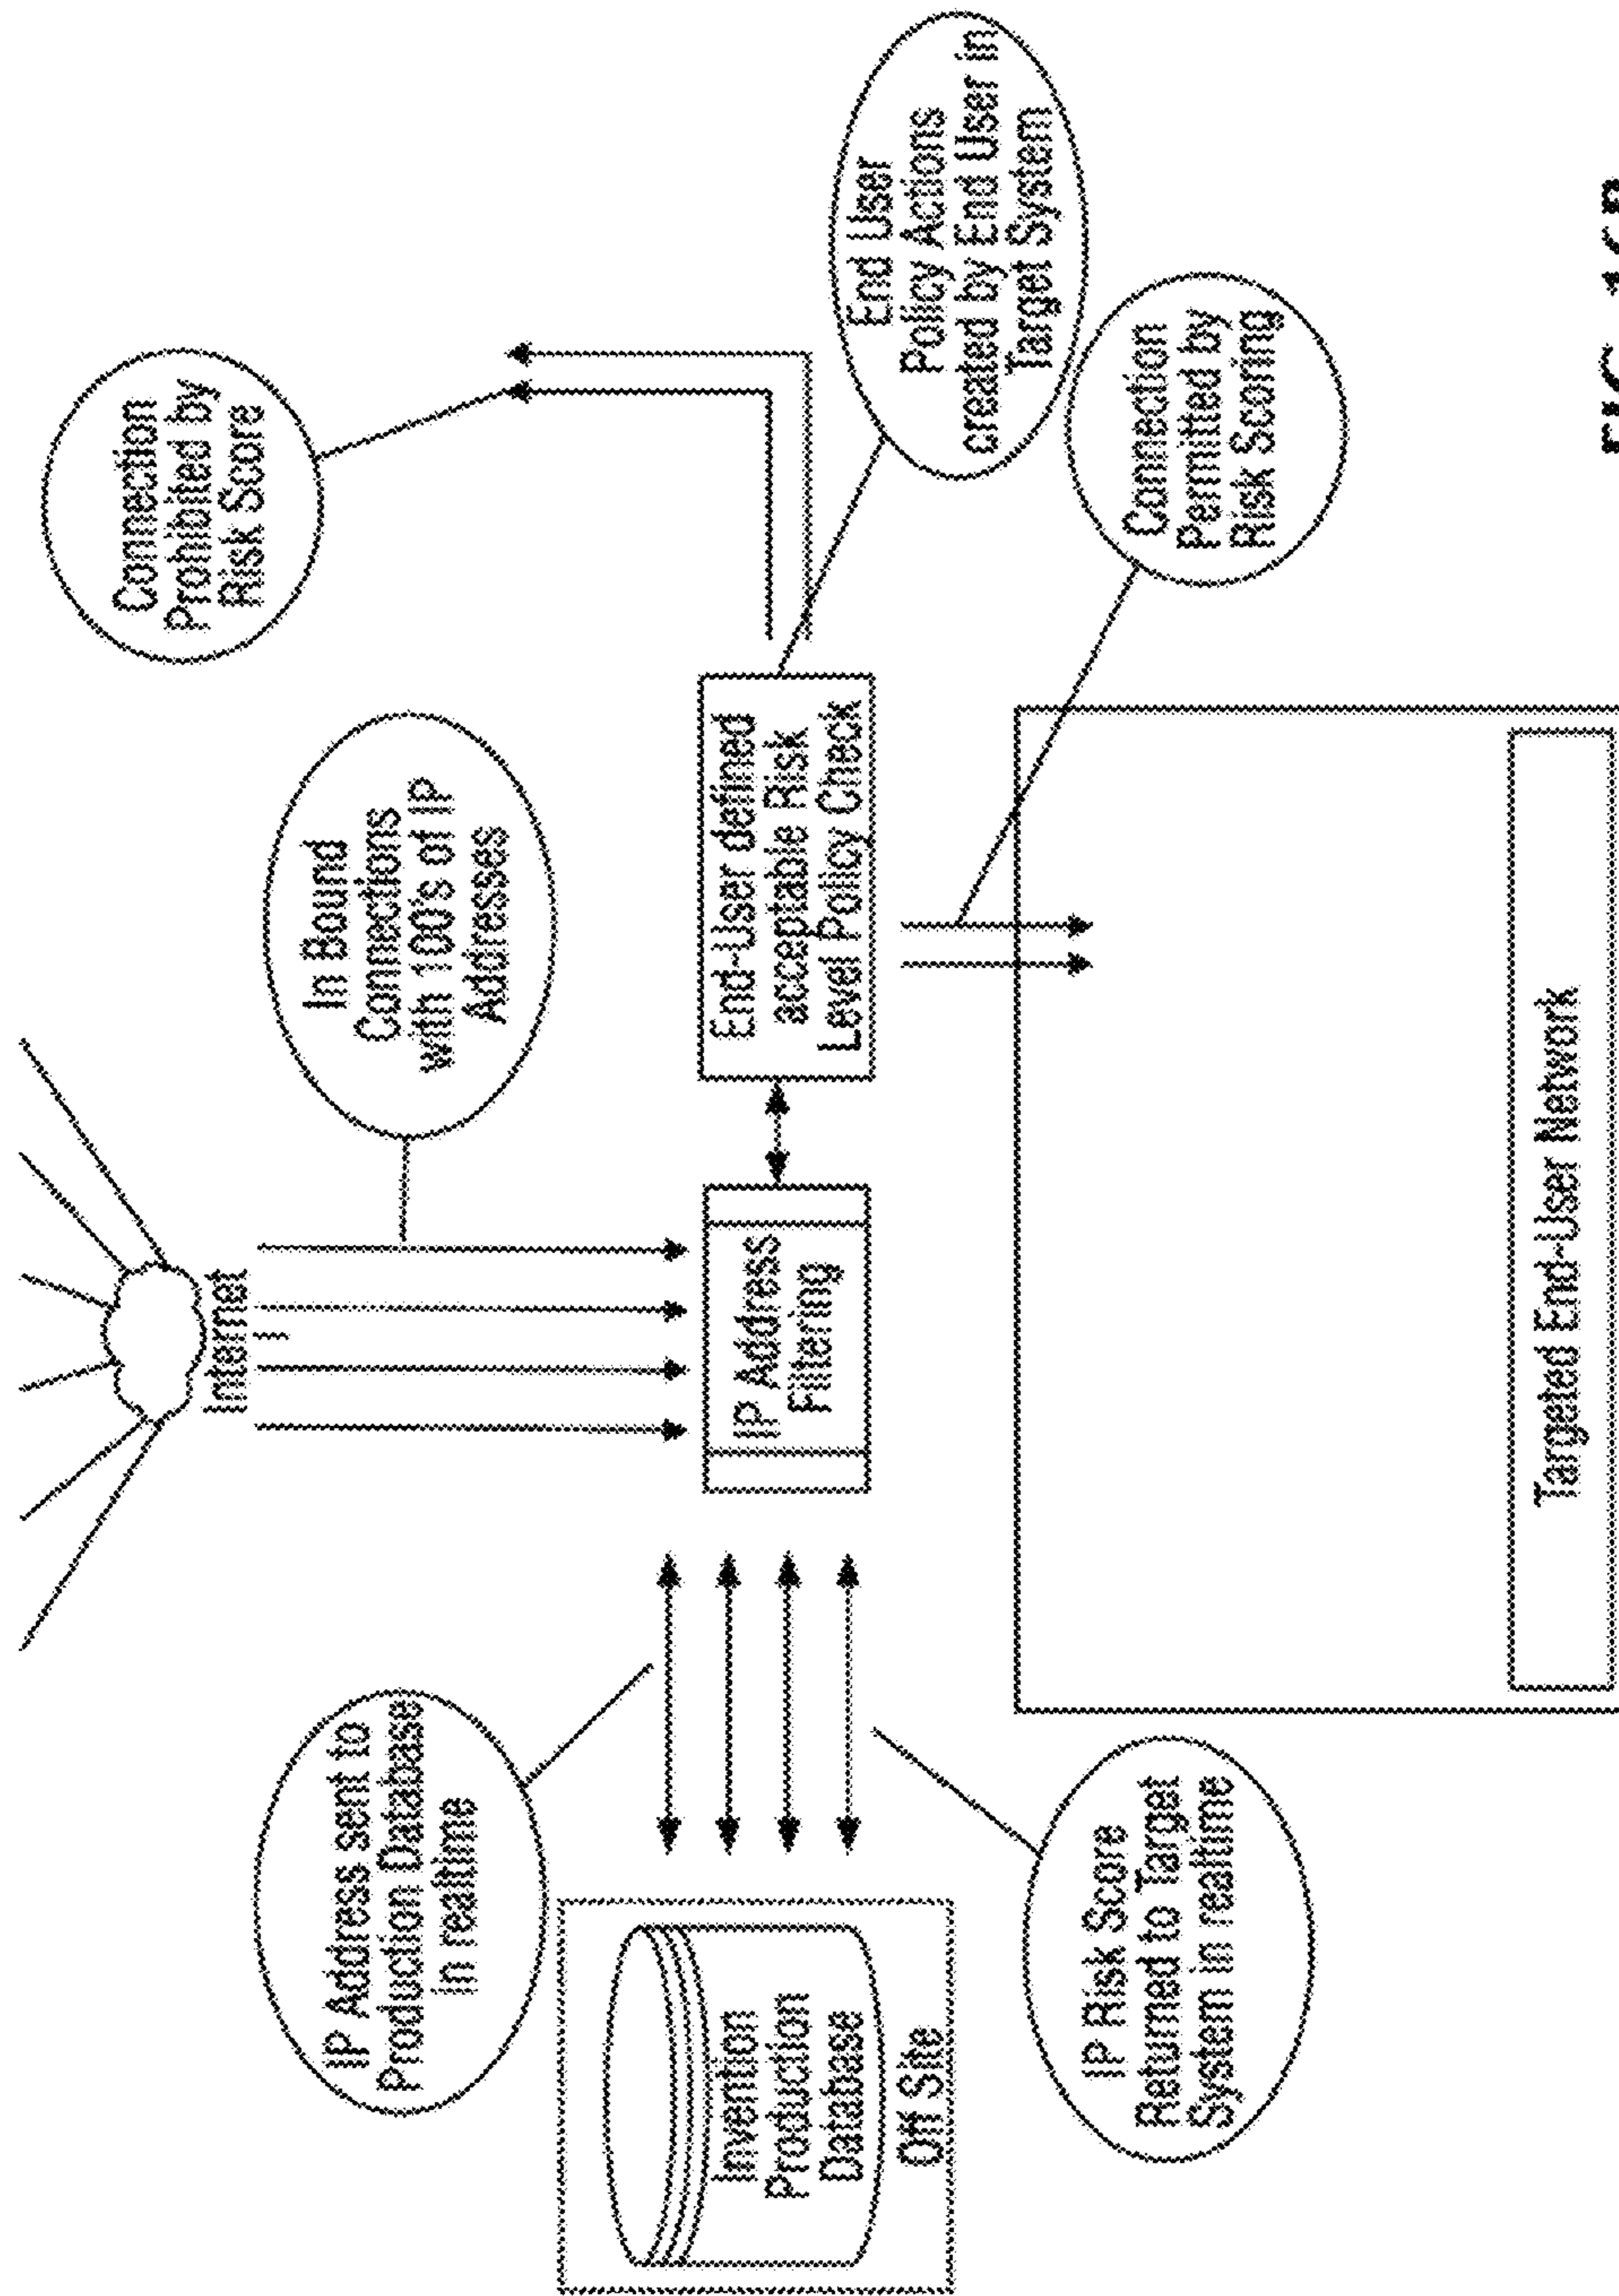 Internet
In Bound
Connections
with 100's of IP
Addresses
Connection
Prohibited by
Risk Score
IP Address sent to
Production Database
in realtime
Invention
Production
Database
Off Site
IP Address
Filtering
End-User defined
acceptable Risk
Level Policy Check
End User
Policy Actions
created by End User in
Target System
IP Risk Score
Returned to Target
System in realtime
Connection
Permitted by
Risk Scoring
Targeted End-User Network